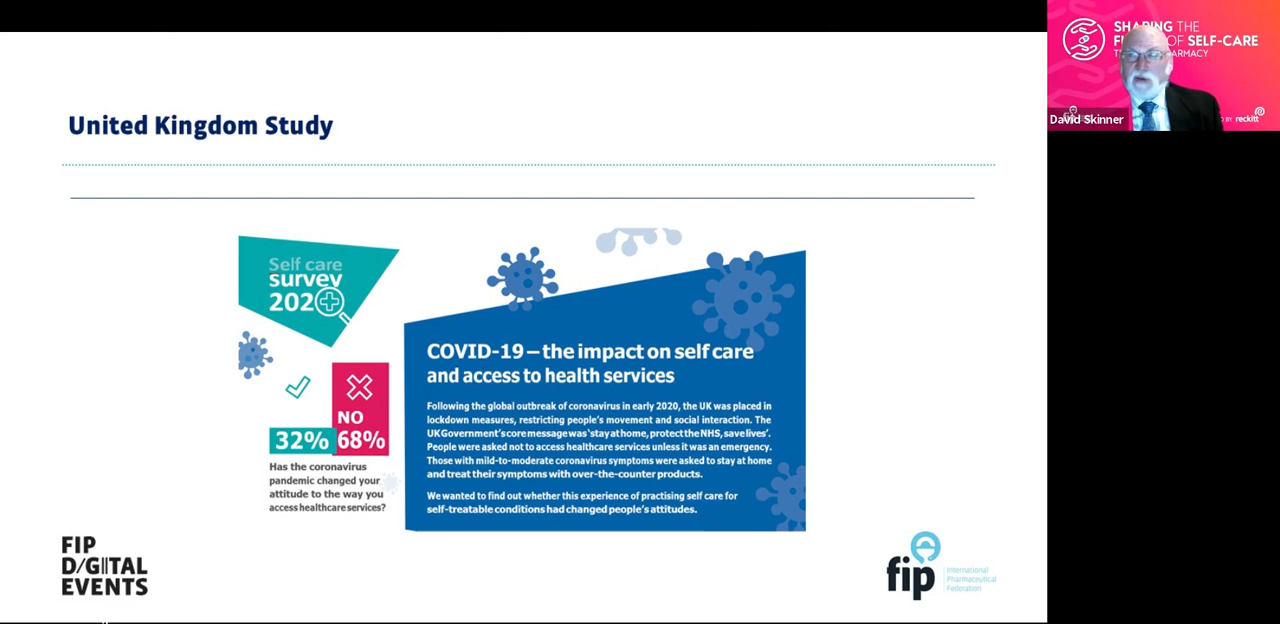 United Kingdom Study
Self care
survey
202
NO
32% 68%
Has the coronavirus
pandemic changed your
attitude to the way you
access healthcare services?
COVID-19 – the impact on self care
and access to health services
Following the global outbreak of coronavirus in early 2020, the UK was placed in
lockdown measures, restricting people's movement and social interaction. The
UK Government's core message was 'stay at home, protect the NHS, save lives'.
People were asked not to access healthcare services unless it was an emergency.
Those with mild-to-moderate coronavirus symptoms were asked to stay at home
and treat their symptoms with over-the-counter products.
We wanted to find out whether this experience of practising self care for
self-treatable conditions had changed people's attitudes.
FIP
DIGITAL
EVENTS
fip
International
Pharmaceutical
Federation
SHARING THE
OF SELF-CARE
David Skinner
BY reckitt